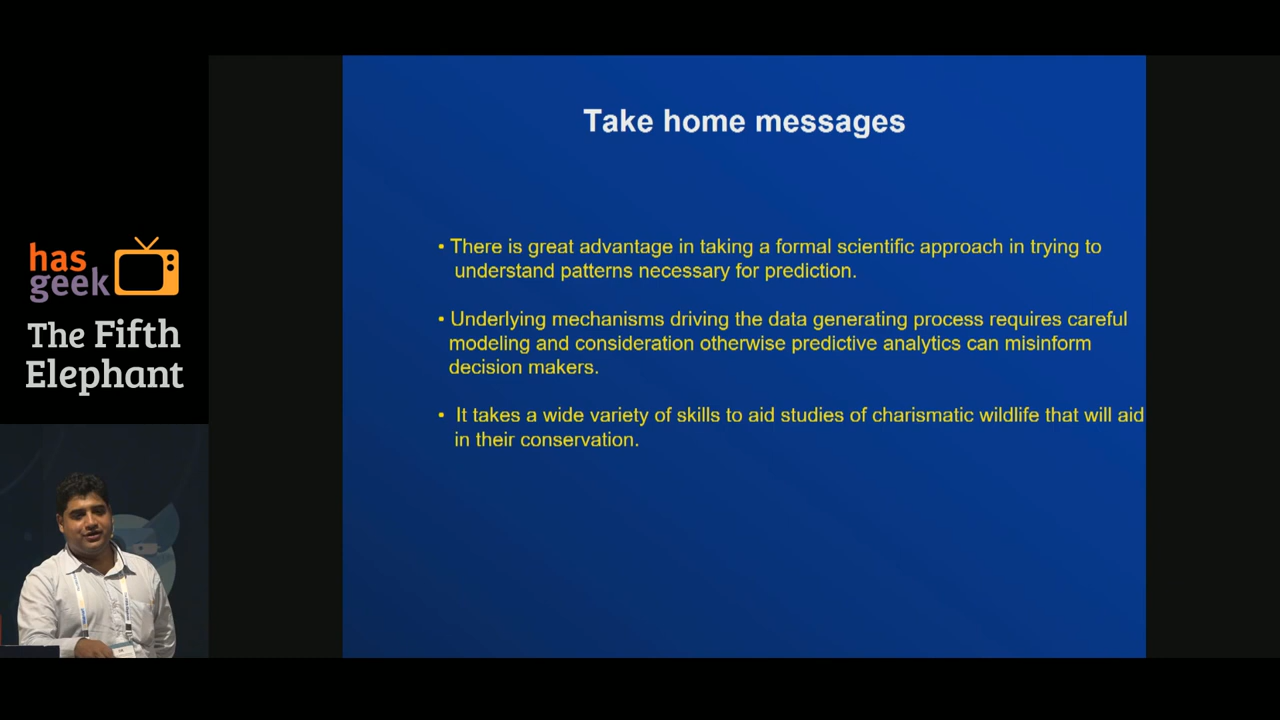 Take home messages
• There is great advantage in taking a formal scientific approach in trying to
understand patterns necessary for prediction.
• Underlying mechanisms driving the data generating process requires careful
modeling and consideration otherwise predictive analytics can misinform
decision makers.
• It takes a wide variety of skills to aid studies of charismatic wildlife that will aid
in their conservation.
has
geek
The Fifth
Elephant